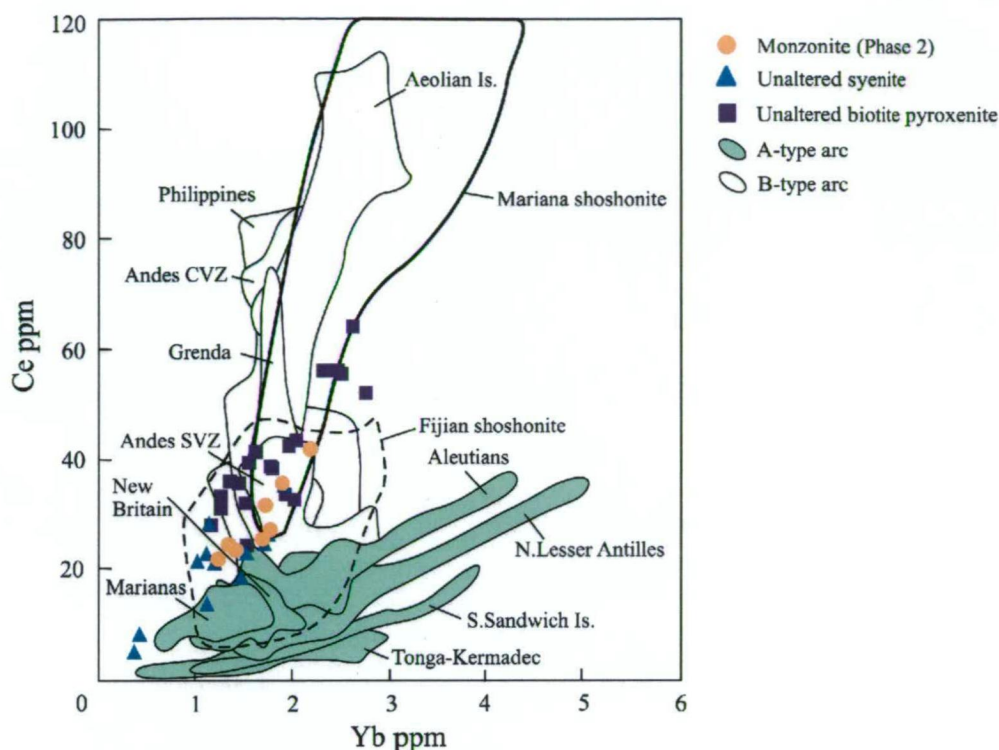 120
100
80
60
40
20
0
1
2
3
4
5
6
Ce ppm
Yb ppm
Aeolian Is.
Philippines
Mariana shoshonite
Andes CVZ
Grenda
Andes SVZ
Fijian shoshonite
Aleutians
New
Britain
N.Lesser Antilles
Marianas
S.Sandwich Is.
Tonga-Kermadec
Monzonite (Phase 2)
Unaltered syenite
Unaltered biotite pyroxenite
A-type arc
B-type arc